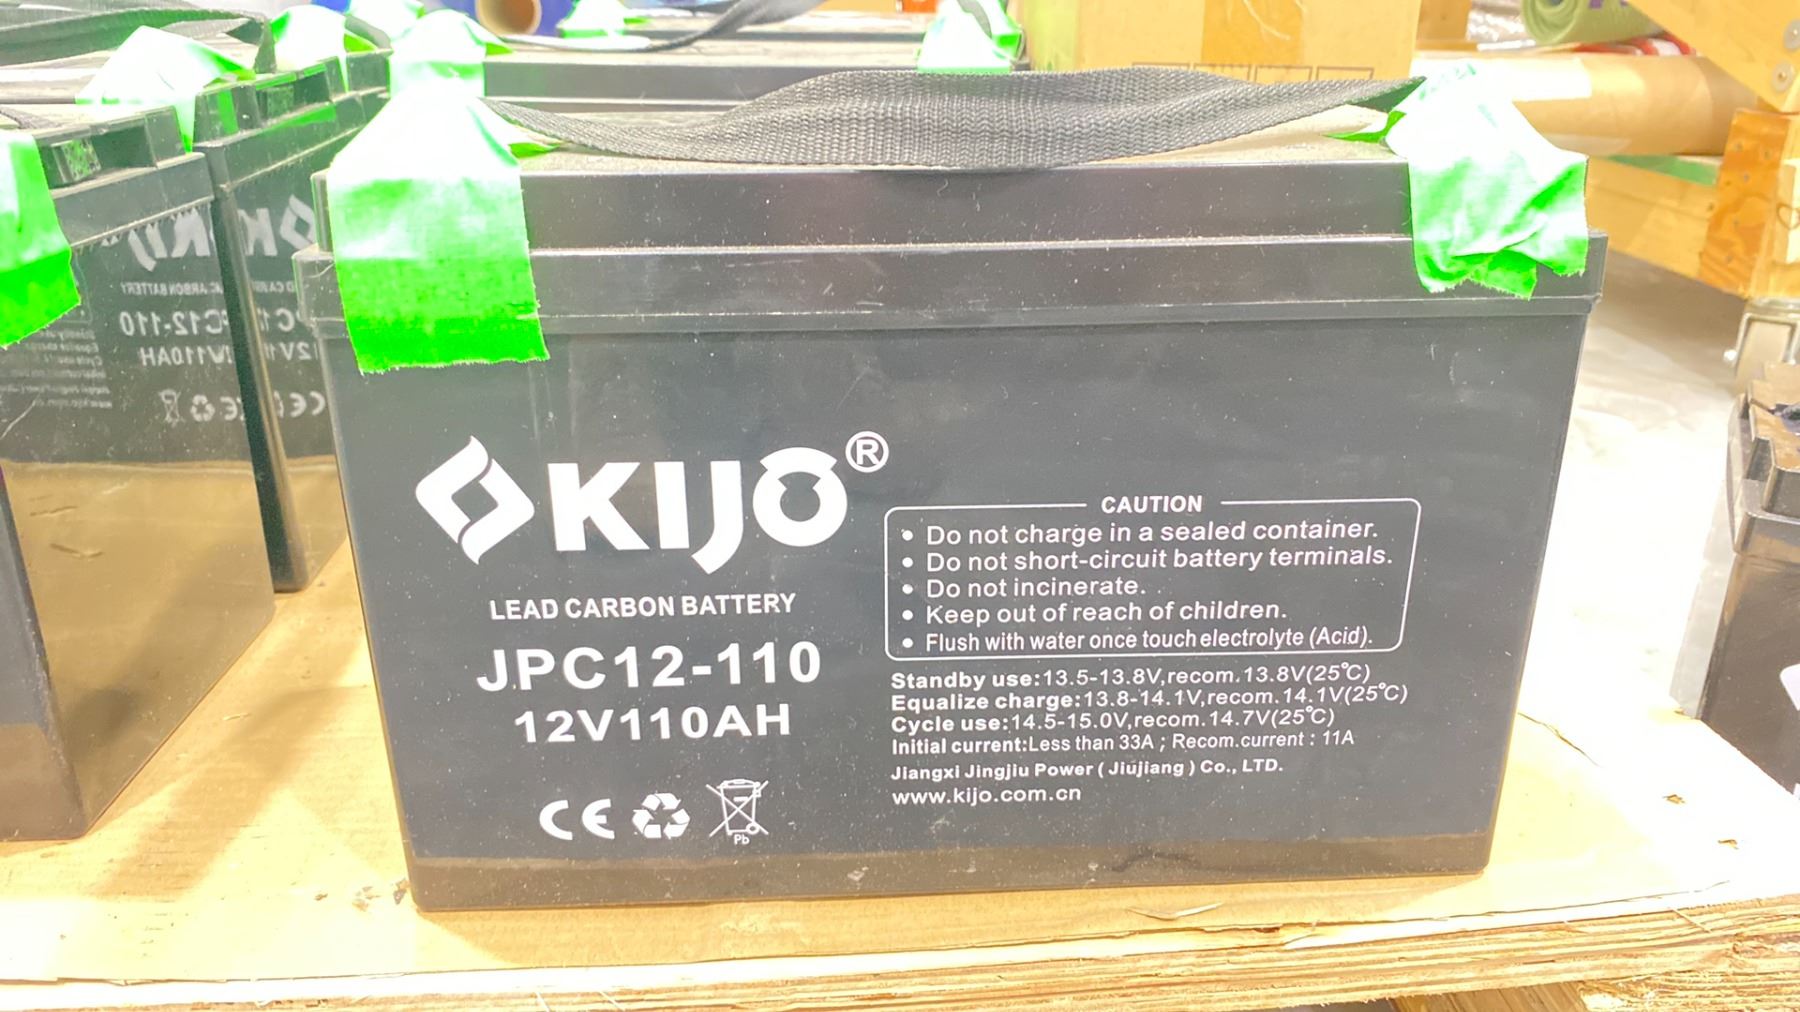 KIJO®
LEAD CARBON BATTERY
JPC12-110
12V110AH
CE
Pb
CAUTION
• Do not charge in a sealed container.
• Do not short-circuit battery terminals.
• Do not incinerate.
• Keep out of reach of children.
• Flush with water once touch electrolyte (Acid).
Standby use:13.5-13.8V,recom.13.8V(25℃)
Equalize charge:13.8-14.1V,recom.14.1V(25℃)
Cycle use:14.5-15.0V,recom.14.7V(25℃)
Initial current:Less than 33A ; Recom.current : 11A
Jiangxi Jingjiu Power ( Jiujiang ) Co., LTD.
www.kijo.com.cn